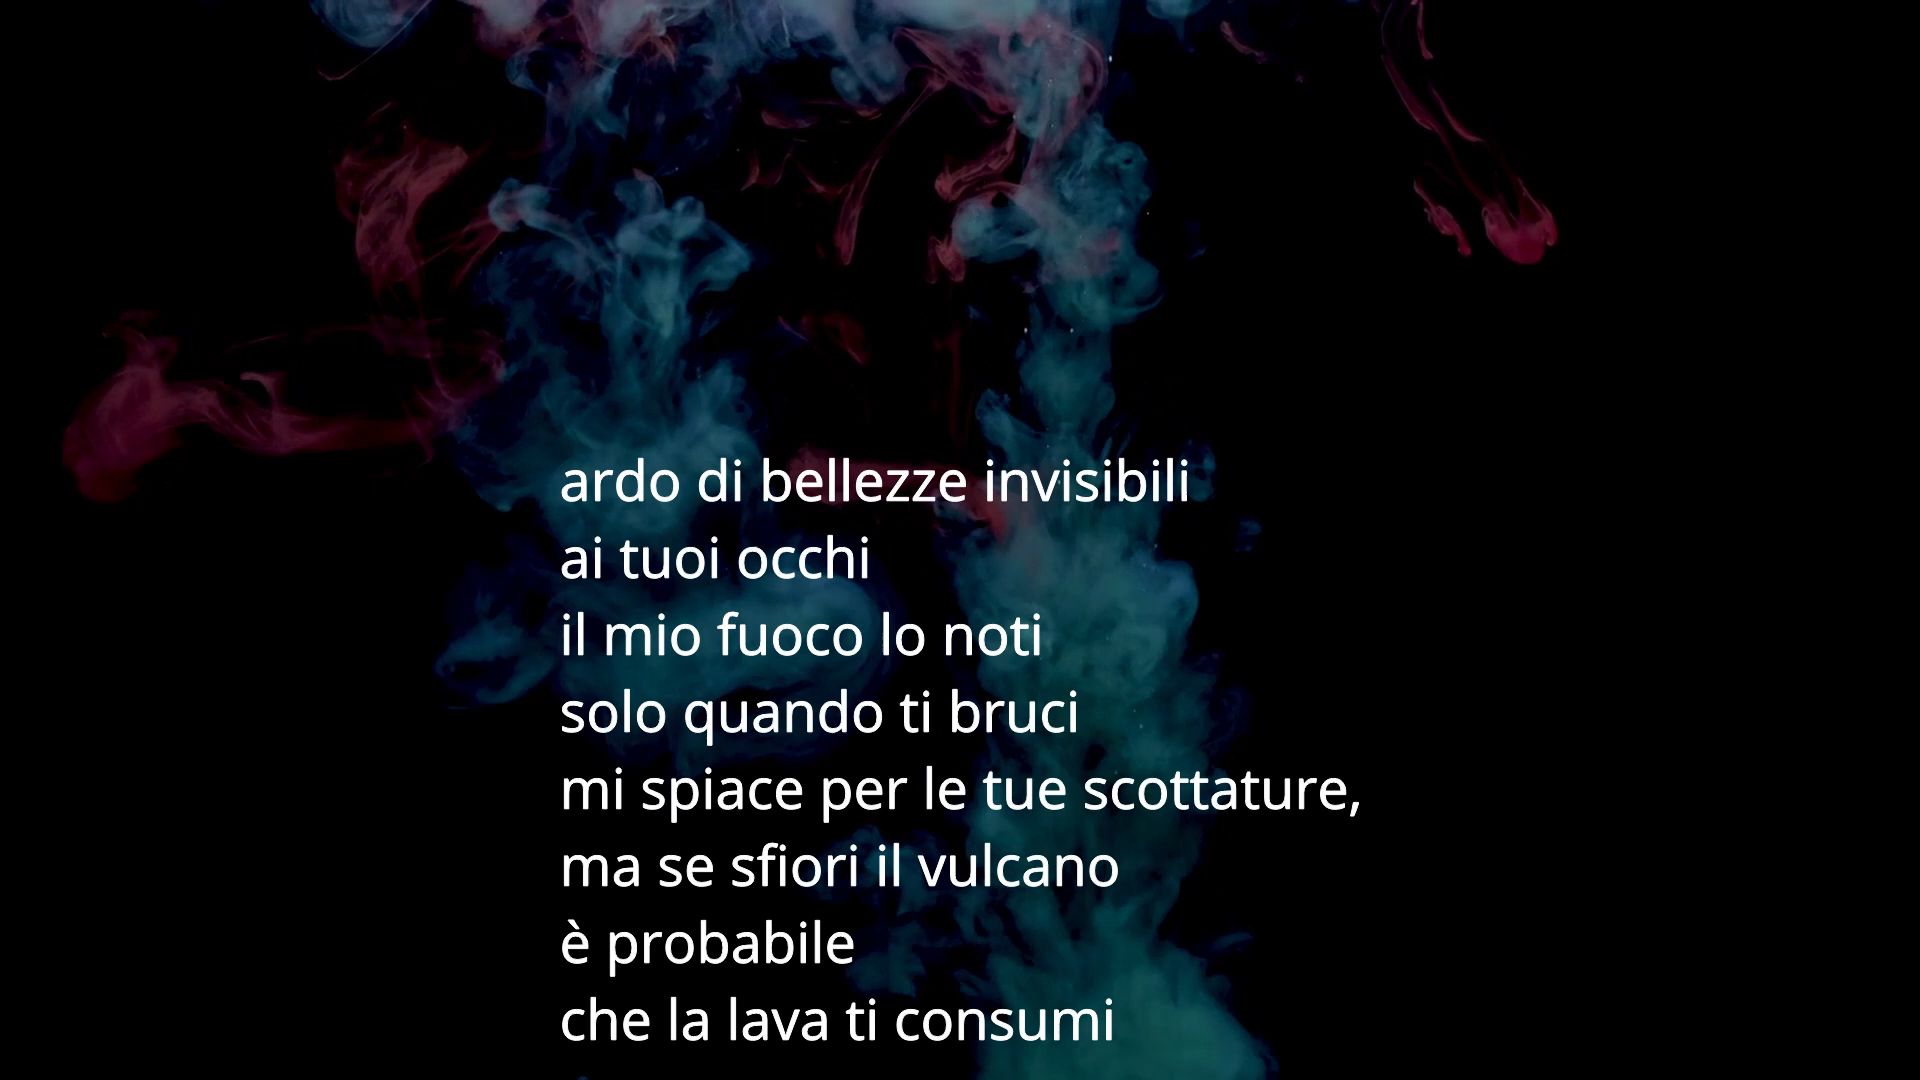 ardo di bellezze invisibili
ai tuoi occhi
il mio fuoco lo noti
solo quando ti bruci
mi spiace per le tue scottature,
ma se sfiori il vulcano
è probabile
che la lava ti consumi